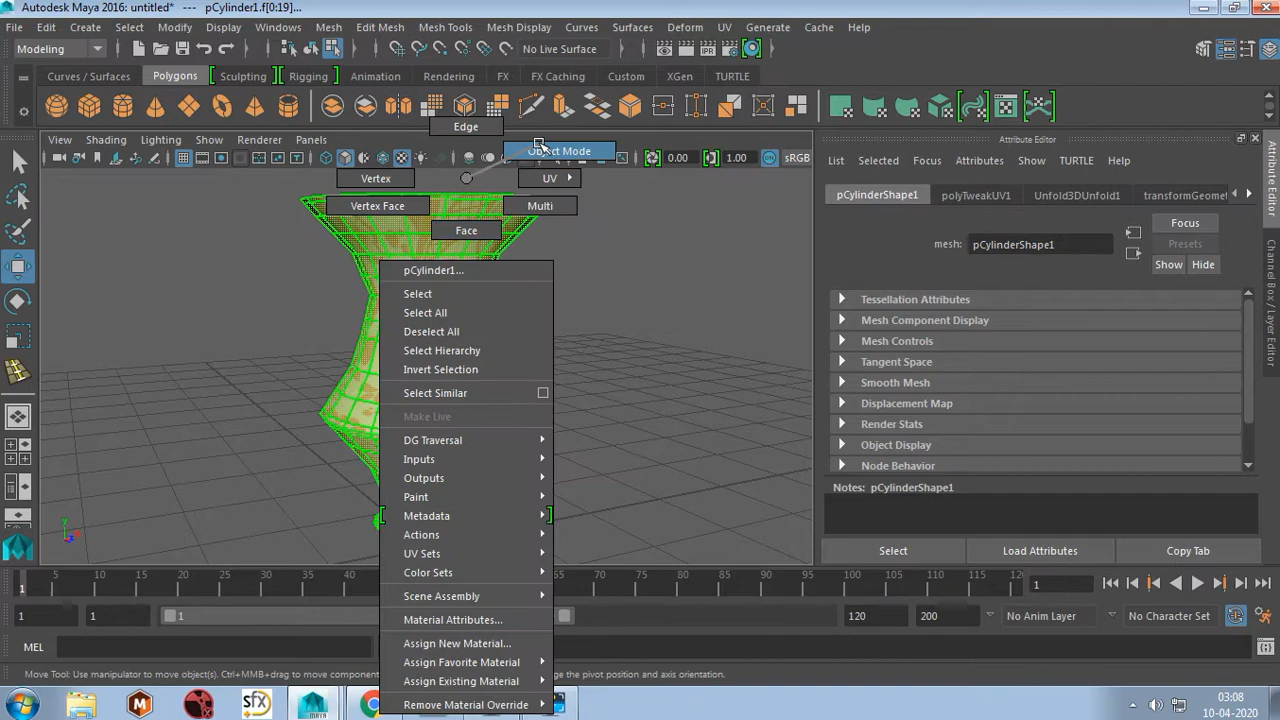 Autodesk Maya 2016: untitled* --- pCylinder1.f[0:19]...
File Edit Create Select Modify Display Windows Mesh Edit Mesh Mesh Tools Mesh Display Curves Surfaces Deform UV Generate Cache Help
Modeling No Live Surface
Curves / Surfaces Polygons Sculpting Rigging Animation Rendering FX FX Caching Custom XGen TURTLE
Edge
View Shading Lighting Show Renderer Panels
Object Mode
0.00 1.00 sRGB
Vertex UV
Vertex Face Multi
Face
pCylinder1...
Select
Select All
Deselect All
Select Hierarchy
Invert Selection
Select Similar
Make Live
DG Traversal
Inputs
Outputs
Paint
Metadata
Actions
UV Sets
Color Sets
Scene Assembly
Material Attributes...
Assign New Material...
Assign Favorite Material
Assign Existing Material
Remove Material Override
Attribute Editor
List Selected Focus Attributes Show TURTLE Help
pCylinderShape1 polyTweakUV1 Unfold3DUnfold1 transformGeomet
Focus
mesh: pCylinderShape1 Presets
Show Hide
Tessellation Attributes
Mesh Component Display
Mesh Controls
Tangent Space
Smooth Mesh
Displacement Map
Render Stats
Object Display
Node Behavior
Notes: pCylinderShape1
Select Load Attributes Copy Tab
Attribute Editor
Channel Box / Layer Editor
y
1 5 10 15 20 25 30 35 40 65 70 75 80 85 90 95 100 105 110 115 120 1
1 1 1 120 200 No Anim Layer No Character Set
MEL
Move Tool: Use manipulator to move object(s). Ctrl+MMB+drag to move compone
03:08
10-04-2020